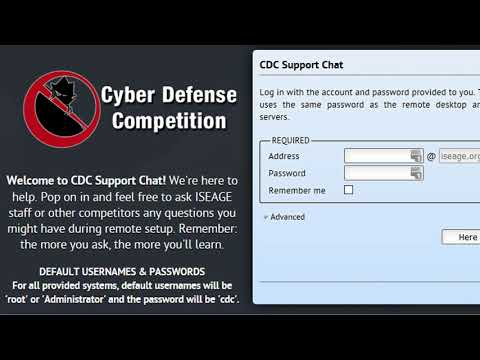 Cyber Defense
Competition
Welcome to CDC Support Chat! We're here to
help. Pop on in and feel free to ask ISEAGE
staff or other competitors any questions you
might have during remote setup. Remember:
the more you ask, the more you'll learn.
DEFAULT USERNAMES & PASSWORDS
For all provided systems, default usernames will be
'root' or 'Administrator' and the password will be 'cdc'.
CDC Support Chat
Log in with the account and password provided to you. T
uses the same password as the remote desktop an
servers.
REQUIRED
Address @ iseage.org
Password
Remember me
Advanced
Here